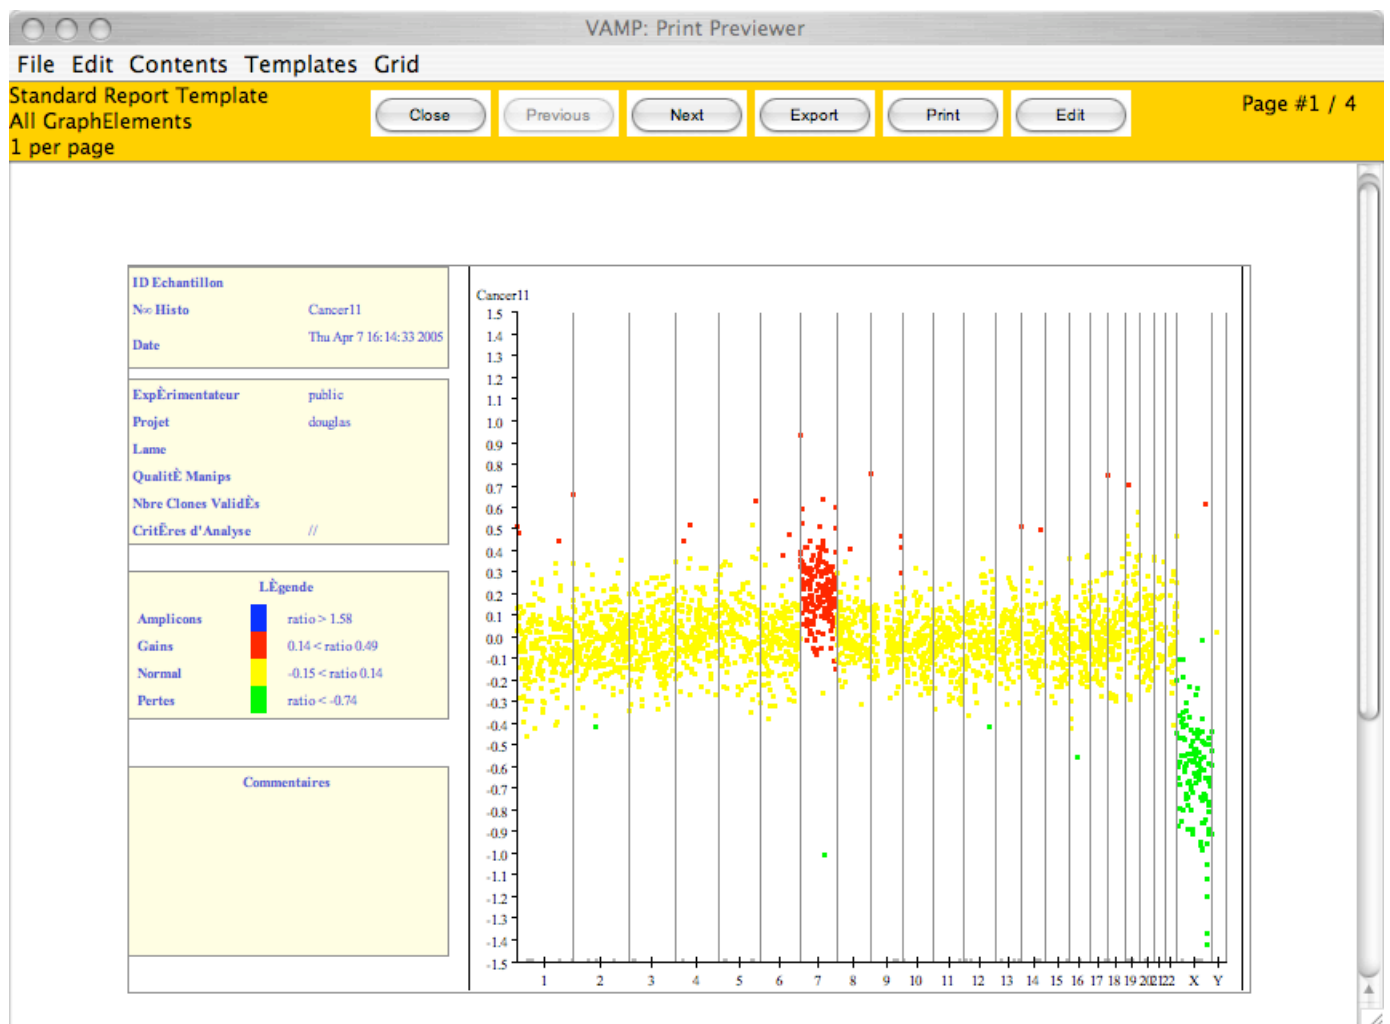 VAMP: Print Previewer
File Edit Contents Templates Grid
Standard Report Template
All GraphElements
1 per page
Close
Previous
Next
Export
Print
Edit
Page #1 / 4
ID Echantillon
N∞ Histo Cancer11
Date Thu Apr 7 16:14:33 2005
ExpÈrimentateur public
Projet douglas
Lame
QualitÈ Manips
Nbre Clones ValidÈs
CritËres d'Analyse //
LÈgende
Amplicons ratio > 1.58
Gains 0.14 < ratio 0.49
Normal -0.15 < ratio 0.14
Pertes ratio < -0.74
Commentaires
Cancer11
1.5
1.4
1.3
1.2
1.1
1.0
0.9
0.8
0.7
0.6
0.5
0.4
0.3
0.2
0.1
0.0
-0.1
-0.2
-0.3
-0.4
-0.5
-0.6
-0.7
-0.8
-0.9
-1.0
-1.1
-1.2
-1.3
-1.4
-1.5
1 2 3 4 5 6 7 8 9 10 11 12 13 14 15 16 17 18 19 20 21 22 X Y